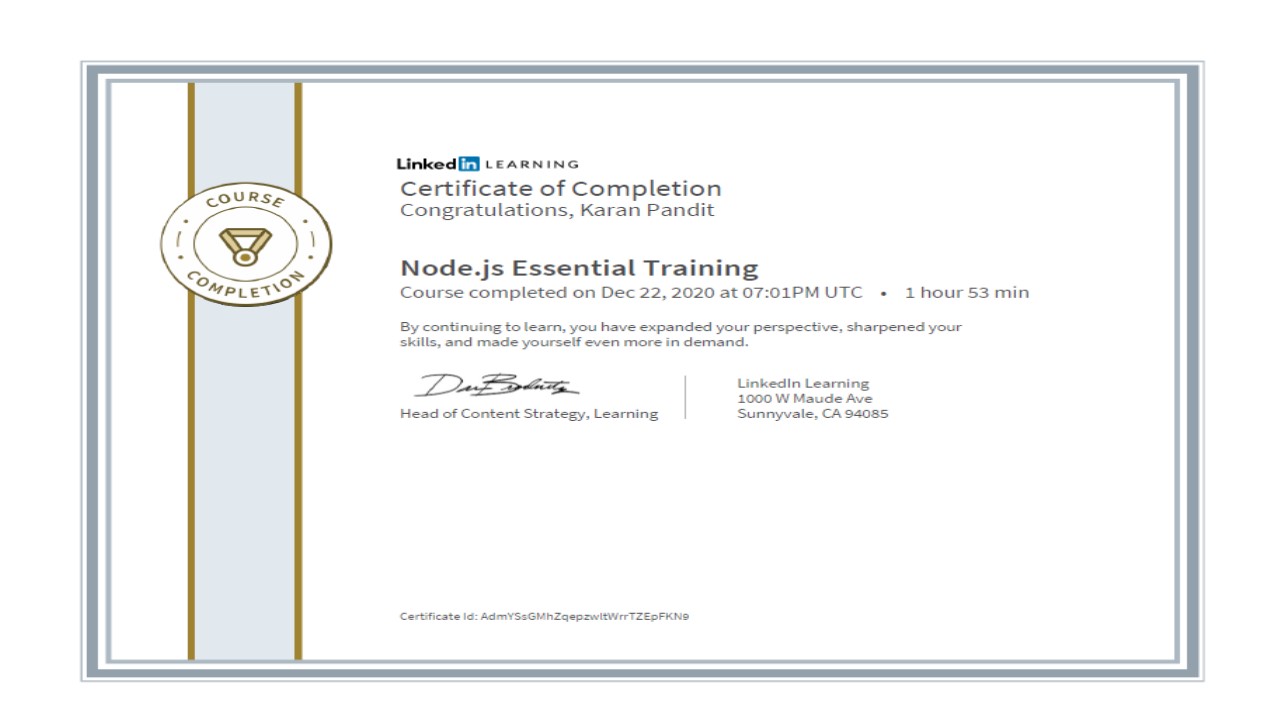 COURSE
COMPLETION
Linked in LEARNING
Certificate of Completion
Congratulations, Karan Pandit
Node.js Essential Training
Course completed on Dec 22, 2020 at 07:01PM UTC • 1 hour 53 min
By continuing to learn, you have expanded your perspective, sharpened your
skills, and made yourself even more in demand.
Head of Content Strategy, Learning
LinkedIn Learning
1000 W Maude Ave
Sunnyvale, CA 94085
Certificate Id: AdmYSsGMhZqepzwltWrrTZEpFKN9